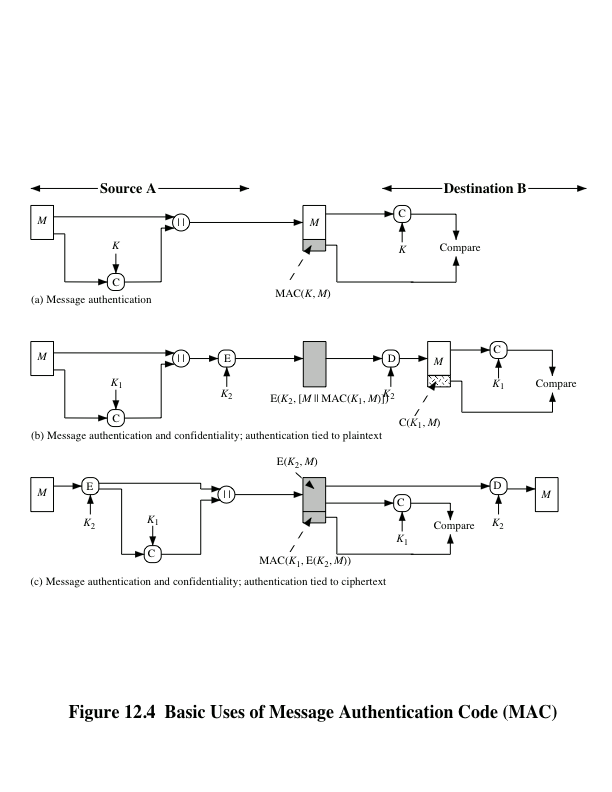 Source A Destination B
M || M C
K K Compare
C
MAC(K, M)
(a) Message authentication
M || E D M C
K1 K2 K2 K1 Compare
E(K2, [M || MAC(K1, M)])
C
C(K1, M)
(b) Message authentication and confidentiality; authentication tied to plaintext
E(K2, M)
M E || C D M
K2 K1 K1 Compare K2
C
MAC(K1, E(K2, M))
(c) Message authentication and confidentiality; authentication tied to ciphertext
Figure 12.4 Basic Uses of Message Authentication Code (MAC)